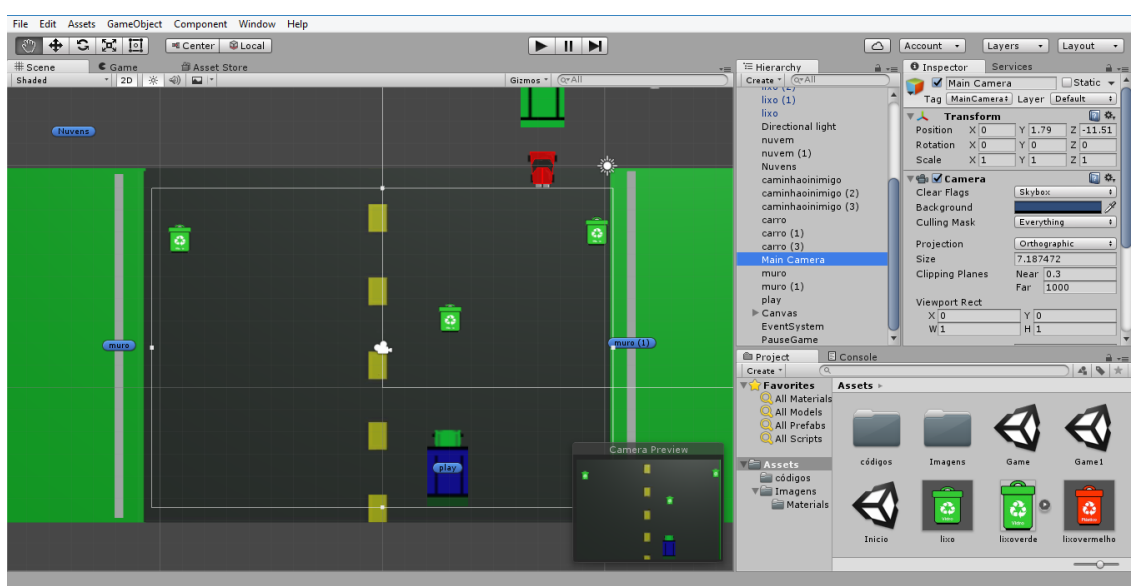 File Edit Assets GameObject Component Window Help
Center Local Account Layers Layout
Scene Game Asset Store
Shaded 2D Gizmos All
Nuvens
muro
muro (1)
play
Camera Preview
Hierarchy
Create All
lixo (2)
lixo (1)
lixo
Directional light
nuvem
nuvem (1)
Nuvens
caminhaoinimigo
caminhaoinimigo (2)
caminhaoinimigo (3)
carro
carro (1)
carro (3)
Main Camera
muro
muro (1)
play
Canvas
EventSystem
PauseGame
Inspector Services
Main Camera Static
Tag MainCamera Layer Default
Transform
Position X 0 Y 1.79 Z -11.51
Rotation X 0 Y 0 Z 0
Scale X 1 Y 1 Z 1
Camera
Clear Flags Skybox
Background
Culling Mask Everything
Projection Orthographic
Size 7.187472
Clipping Planes Near 0.3
Far 1000
Viewport Rect
X 0 Y 0
W 1 H 1
Project Console
Create
Favorites
All Materials
All Models
All Prefabs
All Scripts
Assets
códigos
Imagens
Materials
Assets
códigos Imagens Game Game1
Inicio lixo lixoverde lixovermelho